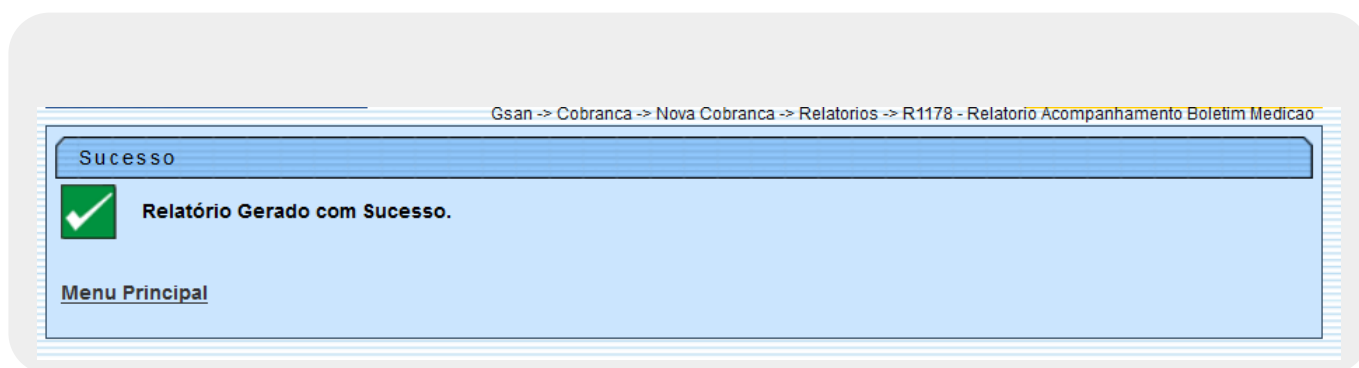 Gsan -> Cobranca -> Nova Cobranca -> Relatorios -> R1178 - Relatorio Acompanhamento Boletim Medicao
Sucesso
Relatório Gerado com Sucesso.
Menu Principal